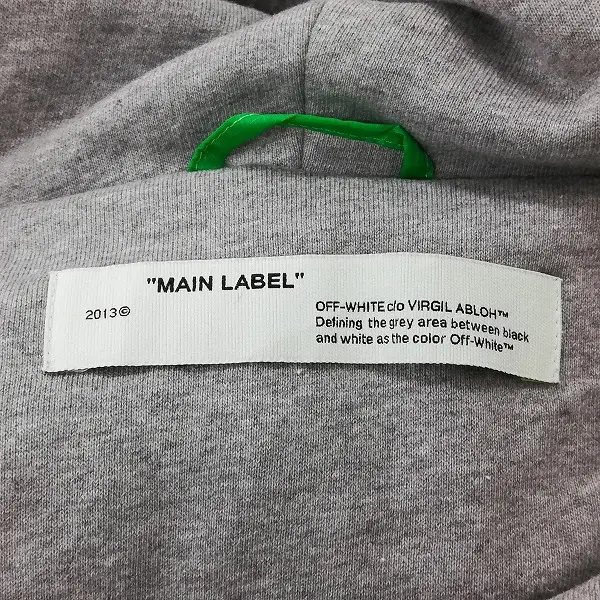 "MAIN LABEL"
2013©
OFF-WHITE c/o VIRGIL ABLOH™
Defining the grey area between black
and white as the color Off-White™